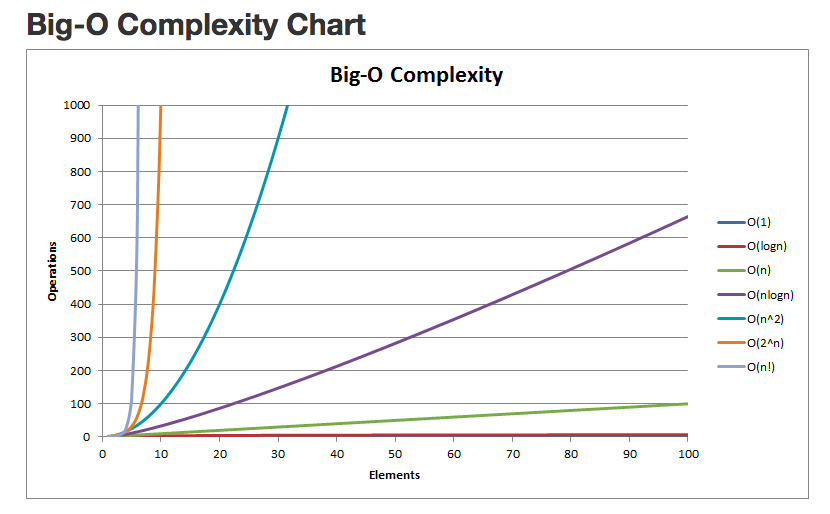 Big-O Complexity Chart
Big-O Complexity
1000
900
800
700
600
500
400
300
200
100
0
Operations
0 10 20 30 40 50 60 70 80 90 100
Elements
O(1)
O(logn)
O(n)
O(nlogn)
O(n^2)
O(2^n)
O(n!)